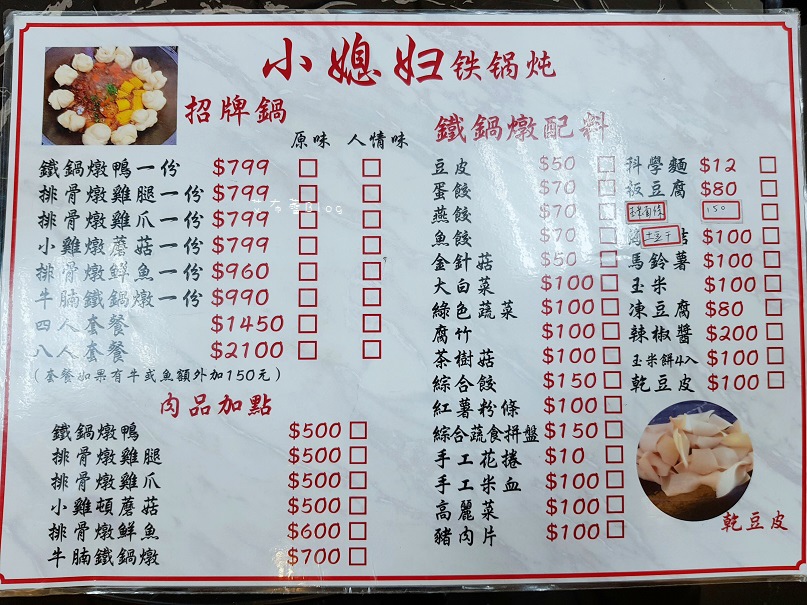 小媳妇铁锅炖
招牌鍋
原味 人情味
鐵鍋燉鴨一份 $799
排骨燉雞腿一份 $799
排骨燉雞爪一份 $799
小雞燉蘑菇一份 $799
排骨燉鮮魚一份 $960
牛腩鐵鍋燉一份 $990
四人套餐 $1450
八人套餐 $2100
(套餐如果有牛或魚額外加150元)
肉品加點
鐵鍋燉鴨 $500
排骨燉雞腿 $500
排骨燉雞爪 $500
小雞頓蘑菇 $500
排骨燉鮮魚 $600
牛腩鐵鍋燉 $700
鐵鍋燉配料
豆皮 $50
蛋餃 $70
燕餃 $70
魚餃 $70
金針菇 $50
大白菜 $100
綠色蔬菜 $100
腐竹 $100
茶樹菇 $100
綜合餃 $150
紅薯粉條 $100
綜合蔬食拼盤 $150
手工花捲 $10
手工米血 $100
高麗菜 $100
豬肉片 $100
科學麵 $12
板豆腐 $80
150
土豆干 $100
馬鈴薯 $100
玉米 $100
凍豆腐 $80
辣椒醬 $200
玉米餅4入 $100
乾豆皮 $100
乾豆皮